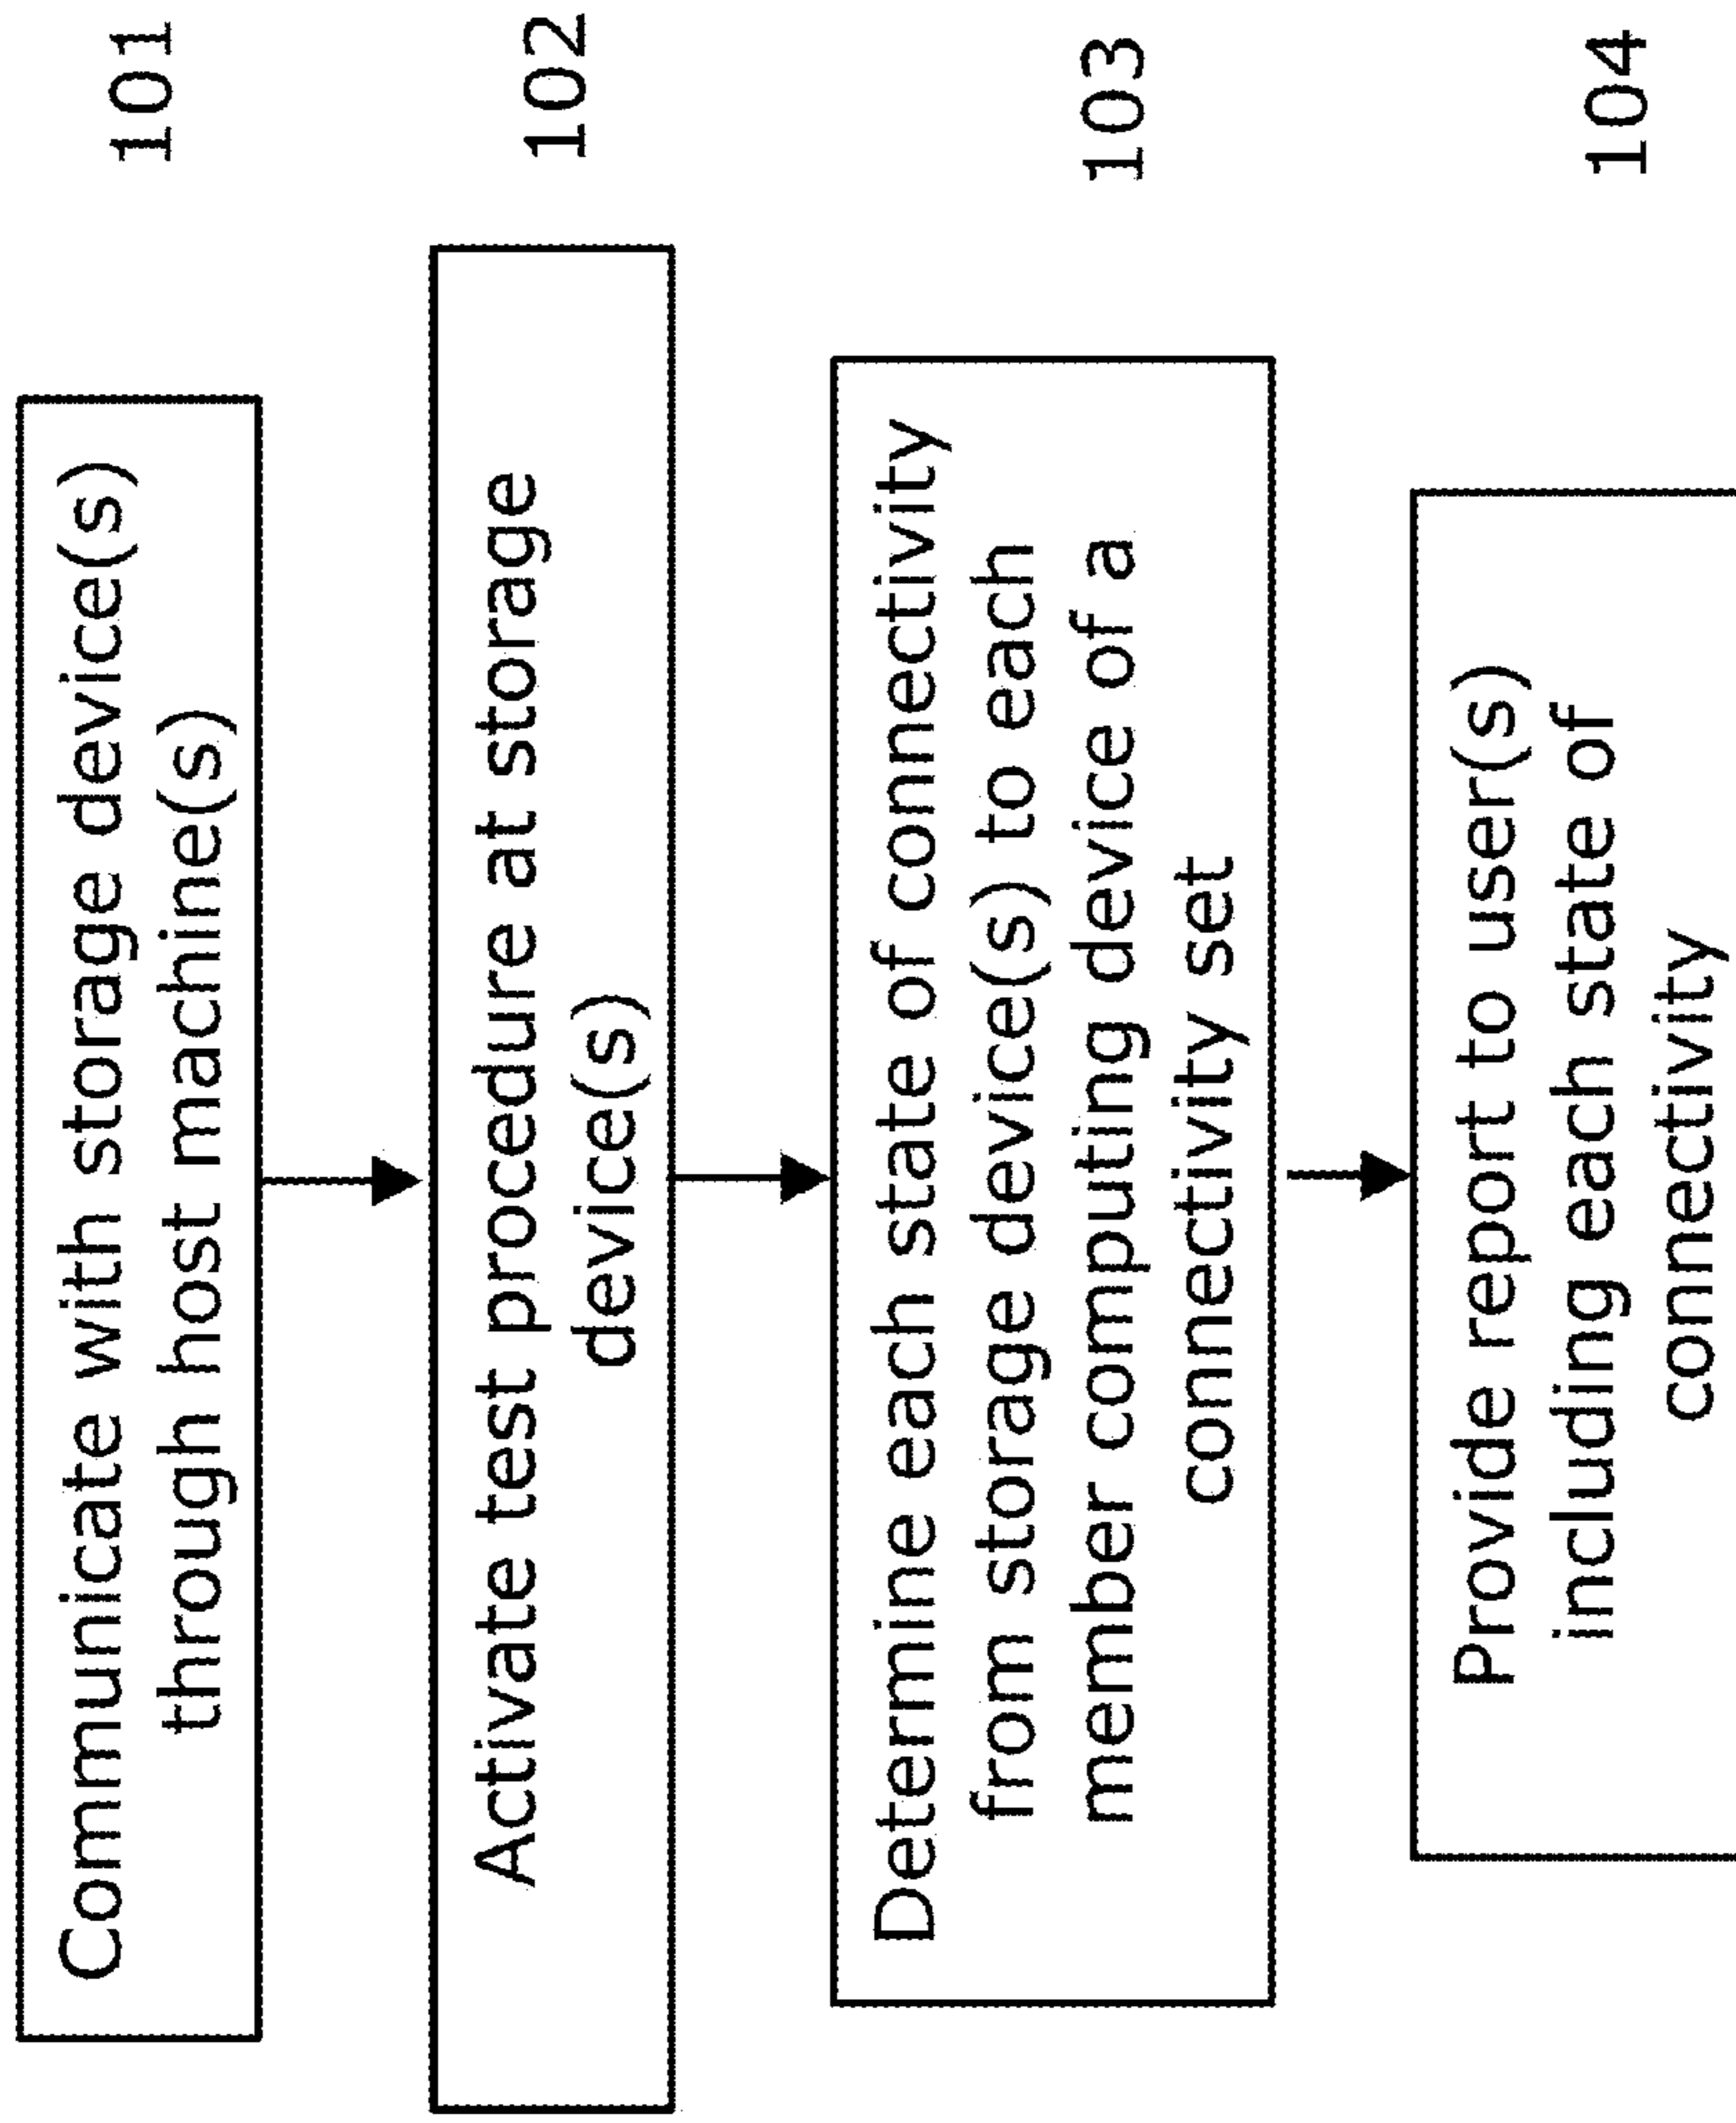 Communicate with storage device(s)
through host machine(s)
101
Activate test procedure at storage
device(s)
102
Determine each state of connectivity
from storage device(s) to each
member computing device of a
connectivity set
103
Provide report to user(s)
including each state of
connectivity
104